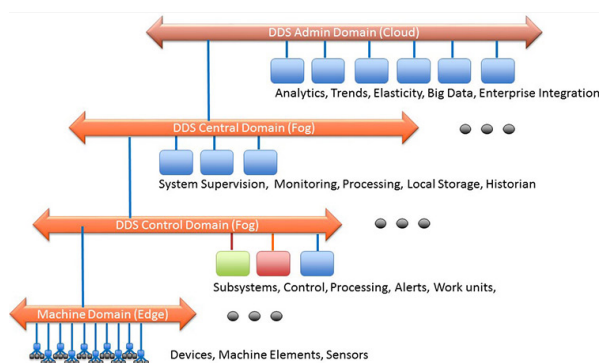 DDS Admin Domain (Cloud)
Analytics, Trends, Elasticity, Big Data, Enterprise Integration
DDS Central Domain (Fog)
System Supervision, Monitoring, Processing, Local Storage, Historian
DDS Control Domain (Fog)
Subsystems, Control, Processing, Alerts, Work units,
Machine Domain (Edge)
Devices, Machine Elements, Sensors